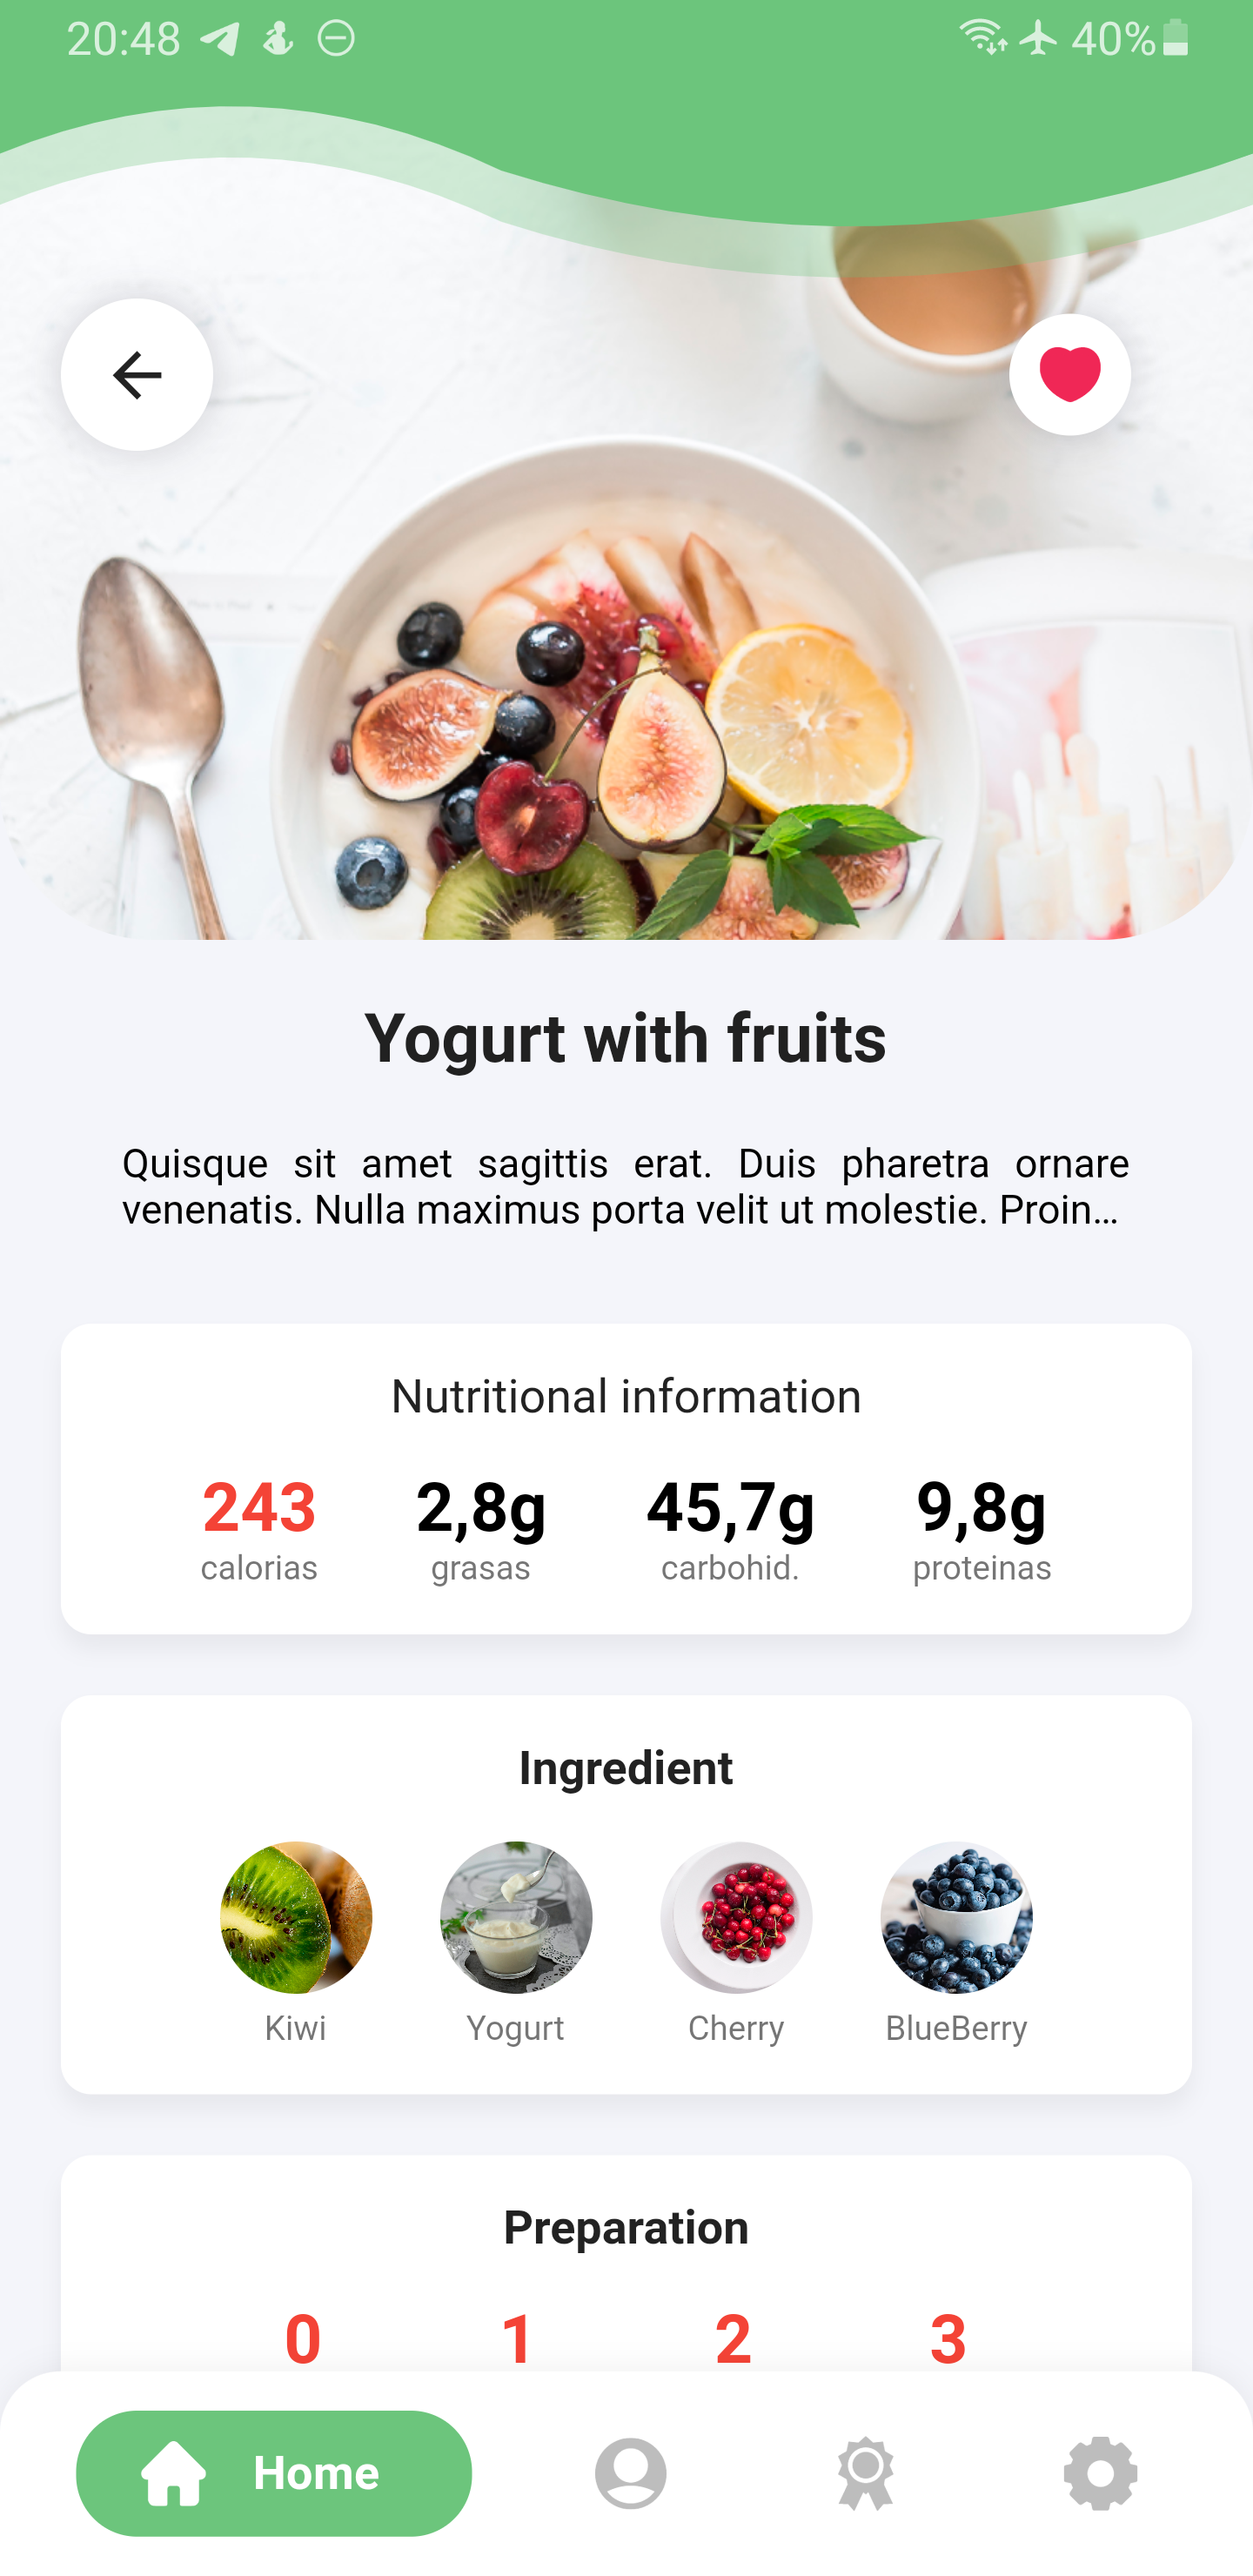 20:48 40%
Yogurt with fruits
Quisque sit amet sagittis erat. Duis pharetra ornare
venenatis. Nulla maximus porta velit ut molestie. Proin...
Nutritional information
243 2,8g 45,7g 9,8g
calorias grasas carbohid. proteinas
Ingredient
Kiwi Yogurt Cherry BlueBerry
Preparation
0 1 2 3
Home